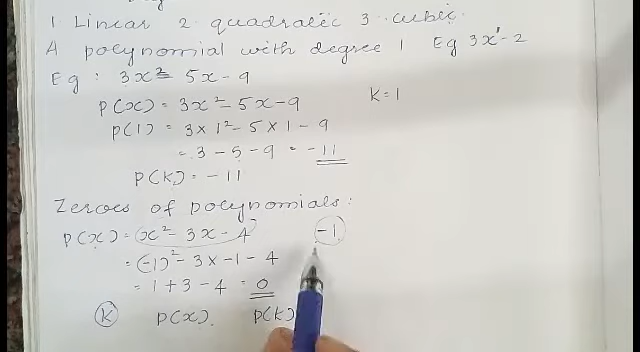 1. Linear 2. quadratic 3. cubic.
A polynomial with degree 1 Eg 3x¹-2
Eg : 3x² - 5x - 9
P(x) = 3x² - 5x - 9 K=1
P(1) = 3 x 1² - 5 x 1 - 9
= 3 - 5 - 9 = -11
P(K) = -11
Zeroes of polynomials:
P(x) = x² - 3x - 4 -1
= (-1)² - 3 x -1 - 4
= 1 + 3 - 4 = 0
K P(x). P(K)